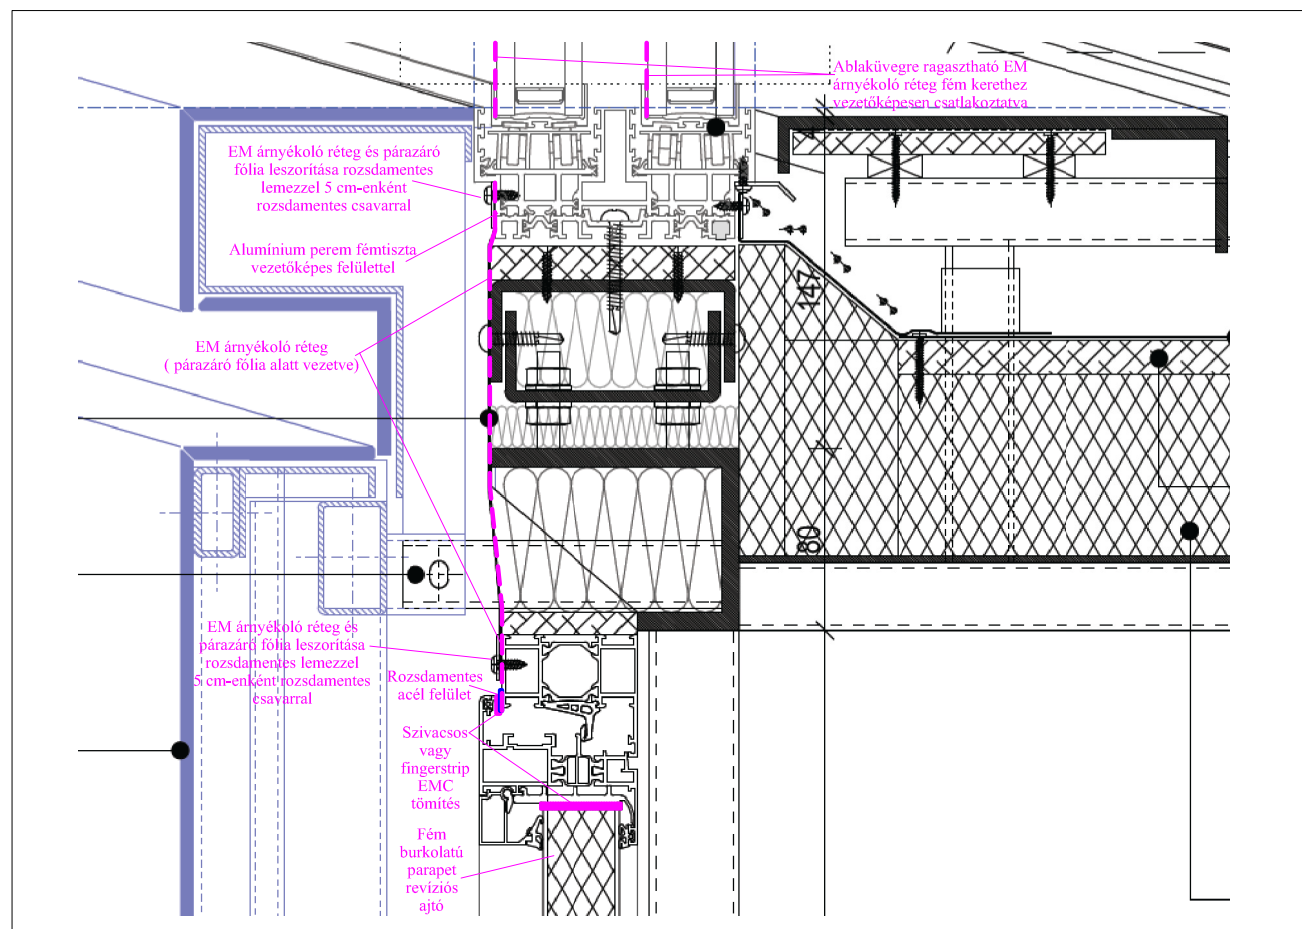 Ablaküvegre ragasztható EM
árnyékoló réteg fém kerethez
vezetőképesen csatlakoztatva
4
EM árnyékoló réteg és párazáró
fólia leszorítása rozsdamentes
lemezzel 5 cm-enként
rozsdamentes csavarral
Alumínium perem fémtiszta
vezetőképes felülettel
147
EM árnyékoló réteg
( párazáró fólia alatt vezetve)
80
EM árnyékoló réteg és
párazáró fólia leszorítása
rozsdamentes lemezzel
5 cm-enként rozsdamentes
csavarral
Rozsdamentes
acél felület
Szivacsos
vagy
fingerstrip
EMC
tömítés
Fém
burkolatú
parapet
revíziós
ajtó